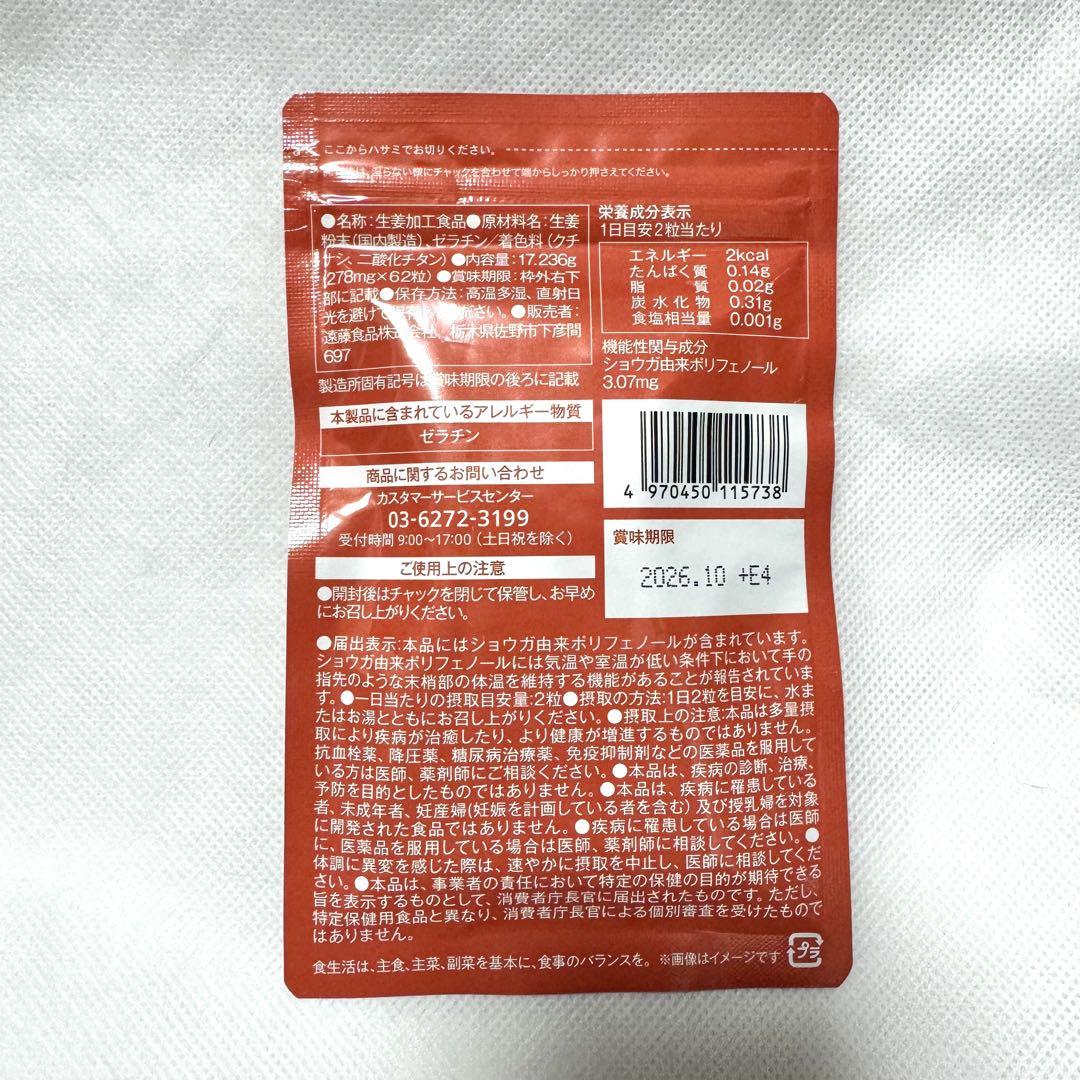 ここからハサミでお切りください。
は、湿らない様にチャックを合わせて端からしっかり押さえてください。
●名称：生姜加工食品●原材料名：生姜
粉末（国内製造）、ゼラチン／着色料（クチ
ナシ、二酸化チタン）●内容量：17.236g
（278mg×62粒）●賞味期限：枠外右下
部に記載●保存方法：高温多湿、直射日
光を避けて保存ください。●販売者：
遠藤食品株式会社、栃木県佐野市下彦間
697
製造所固有記号は賞味期限の後ろに記載
本製品に含まれているアレルギー物質
ゼラチン
商品に関するお問い合わせ
カスタマーサービスセンター
03-6272-3199
受付時間 9:00～17:00（土日祝を除く）
ご使用上の注意
●開封後はチャックを閉じて保管し、お早め
にお召し上がりください。
栄養成分表示
1日目安2粒当たり
エネルギー 2kcal
たんぱく質 0.14g
脂質 0.02g
炭水化物 0.31g
食塩相当量 0.001g
機能性関与成分
ショウガ由来ポリフェノール
3.07mg
4 970450 115738
賞味期限
2026.10 +E4
●届出表示：本品にはショウガ由来ポリフェノールが含まれています。
ショウガ由来ポリフェノールには気温や室温が低い条件下において手の
指先のような末梢部の体温を維持する機能があることが報告されていま
す。●一日当たりの摂取目安量：2粒●摂取の方法：1日2粒を目安に、水ま
たはお湯とともにお召し上がりください。●摂取上の注意：本品は多量摂
取により疾病が治癒したり、より健康が増進するものではありません。
抗血栓薬、降圧薬、糖尿病治療薬、免疫抑制剤などの医薬品を服用して
いる方は医師、薬剤師にご相談ください。●本品は、疾病の診断、治療、
予防を目的としたものではありません。●本品は、疾病に罹患している
者、未成年者、妊産婦（妊娠を計画している者を含む）及び授乳婦を対象
に開発された食品ではありません。●疾病に罹患している場合は医師
に、医薬品を服用している場合は医師、薬剤師に相談してください。●
体調に異変を感じた際は、速やかに摂取を中止し、医師に相談してくだ
さい。●本品は、事業者の責任において特定の保健の目的が期待できる
旨を表示するものとして、消費者庁長官に届出されたものです。ただし、
特定保健用食品と異なり、消費者庁長官による個別審査を受けたもので
はありません。
食生活は、主食、主菜、副菜を基本に、食事のバランスを。 ※画像はイメージです
プラ